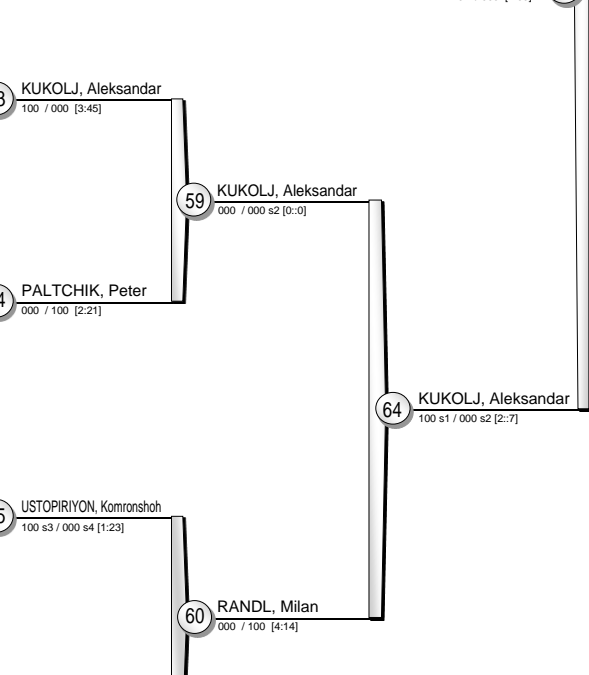 KUKOLJ, Aleksandar
100 / 000 [3:45]
59
KUKOLJ, Aleksandar
000 / 000 s2 [0::0]
PALTCHIK, Peter
000 / 100 [2:21]
64
KUKOLJ, Aleksandar
100 s1 / 000 s2 [2::7]
USTOPIRIYON, Komronshoh
100 s3 / 000 s4 [1:23]
60
RANDL, Milan
000 / 100 [4:14]